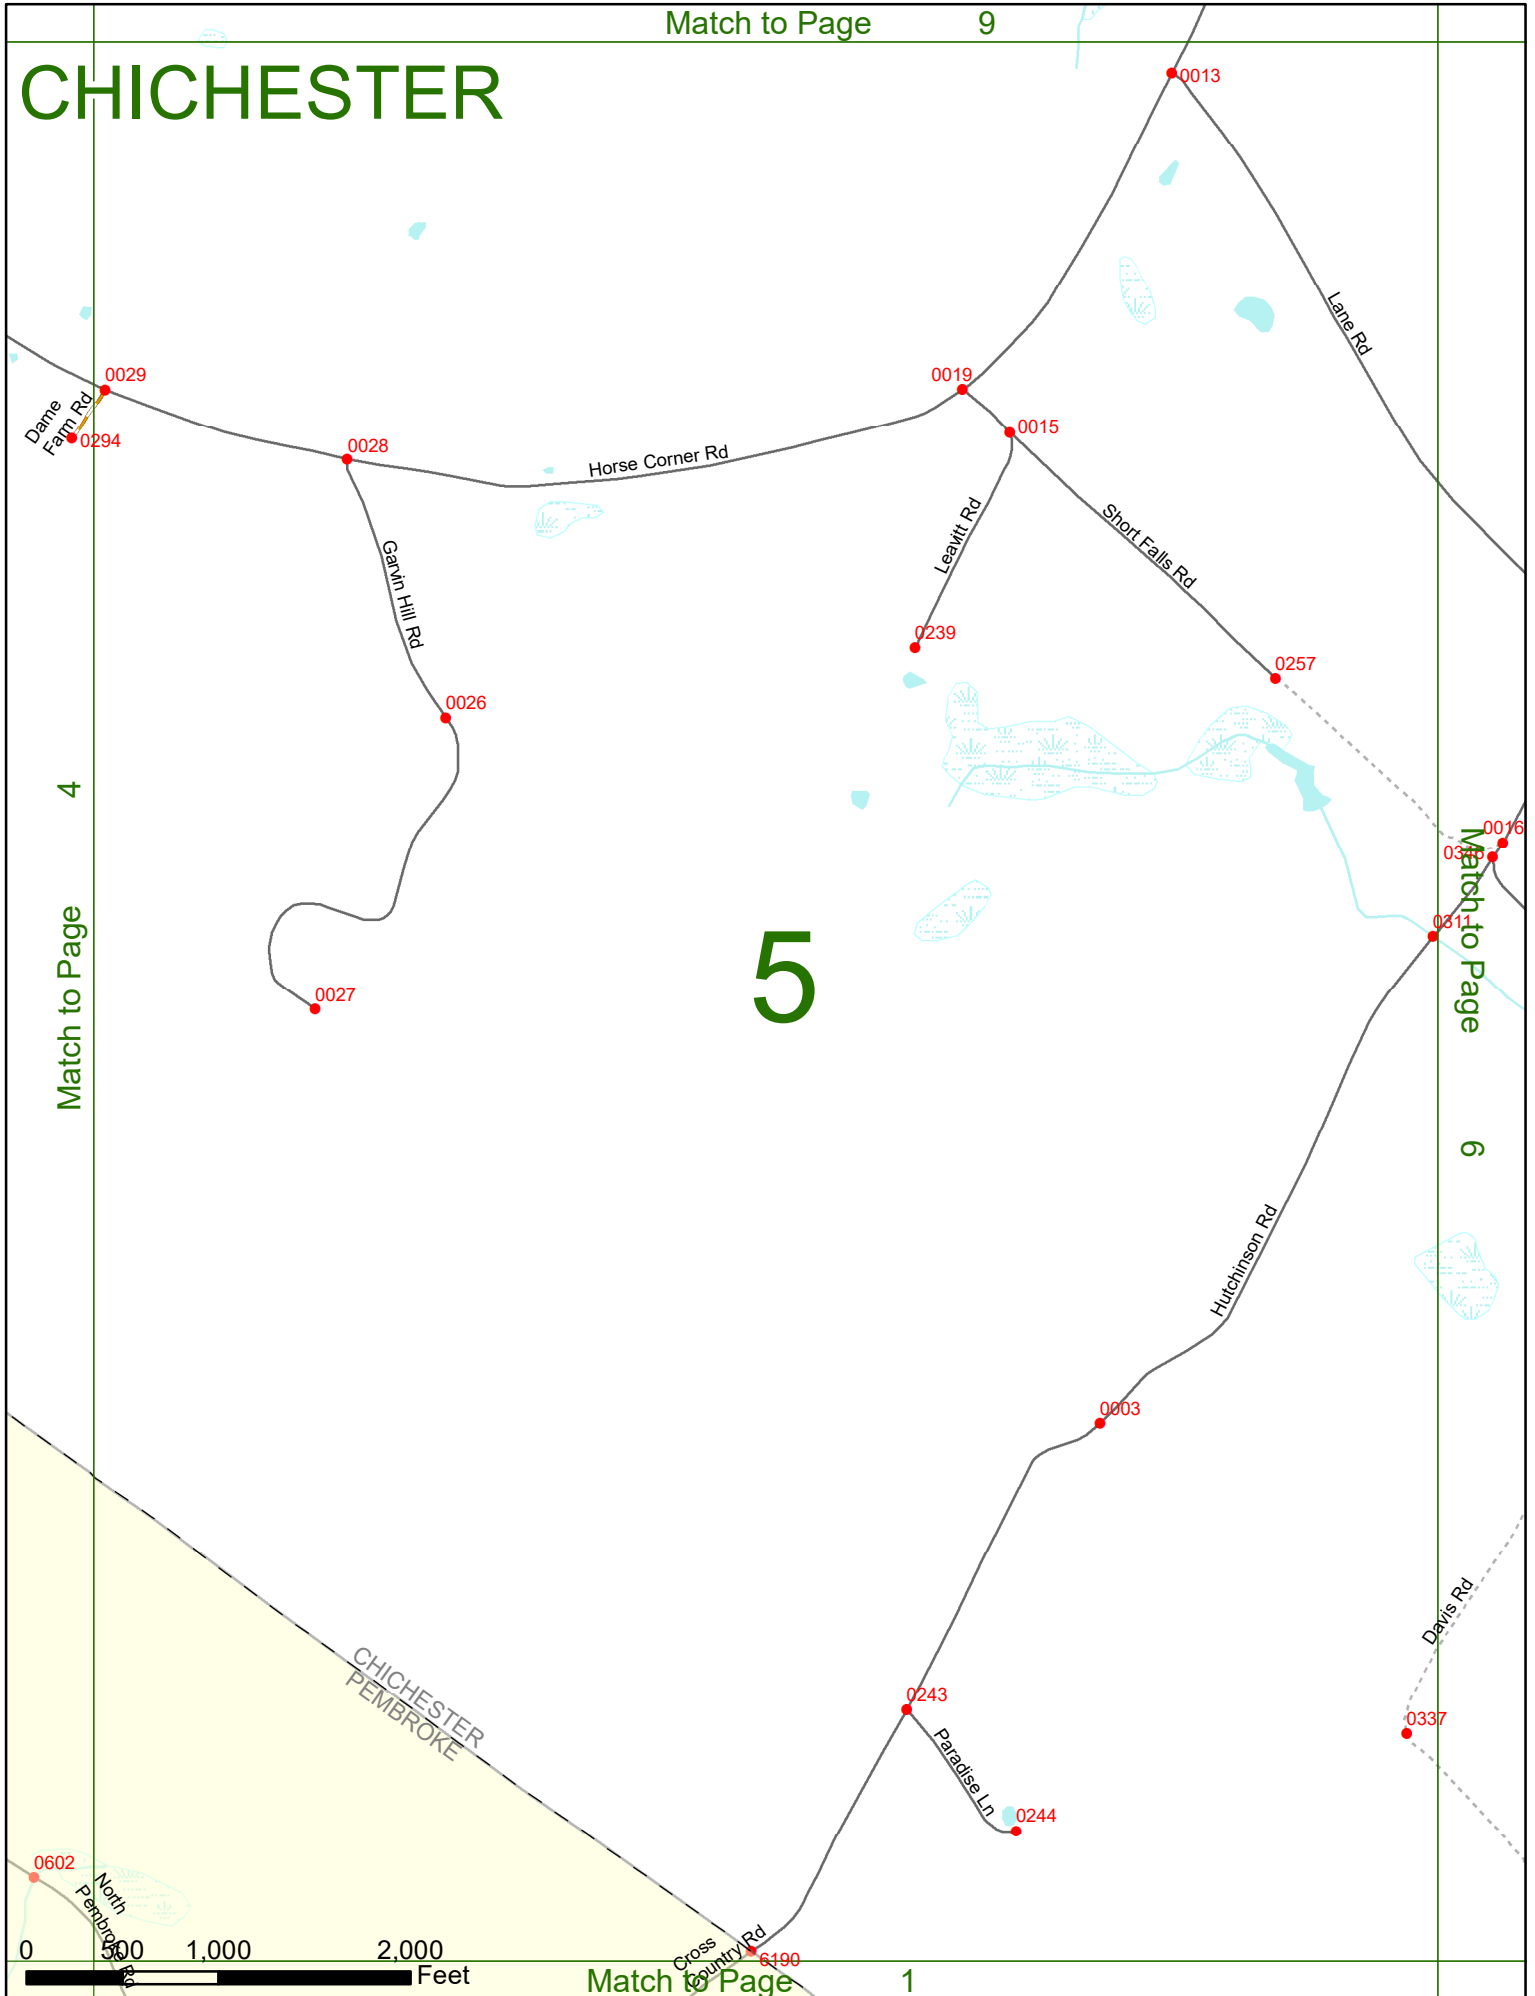 Match to Page 9
CHICHESTER
0013
Lane Rd
0029
0019
Dame
Farm Rd
0294
0015
0028
Horse Corner Rd
Leavitt Rd
Short Falls Rd
Garvin Hill Rd
0239
0257
0026
Match to Page 4
0016
Match to Page 6
0311
5
0027
Hutchinson Rd
0003
Davis Rd
CHICHESTER
PEMBROKE
0243
0337
Paradise Ln
0244
0602
North
Pembroke Rd
Cross
Country Rd
6190
0 500 1,000 2,000
Feet
Match to Page 1